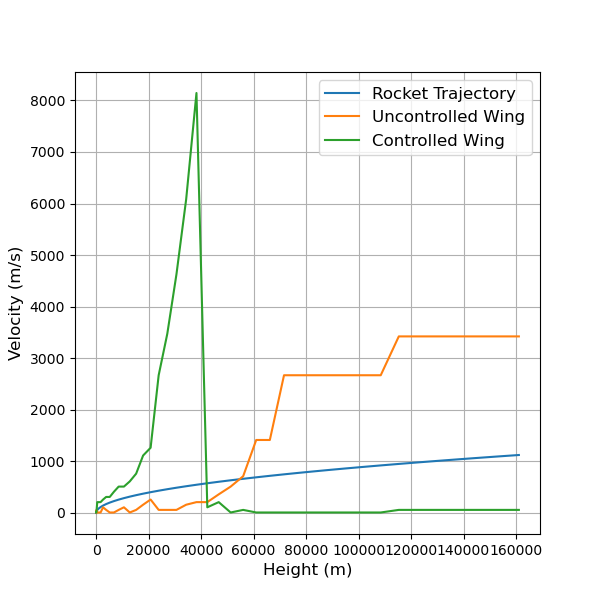 Rocket Trajectory
Uncontrolled Wing
Controlled Wing
Velocity (m/s)
8000
7000
6000
5000
4000
3000
2000
1000
0
0 20000 40000 60000 80000 100000 120000 140000 160000
Height (m)